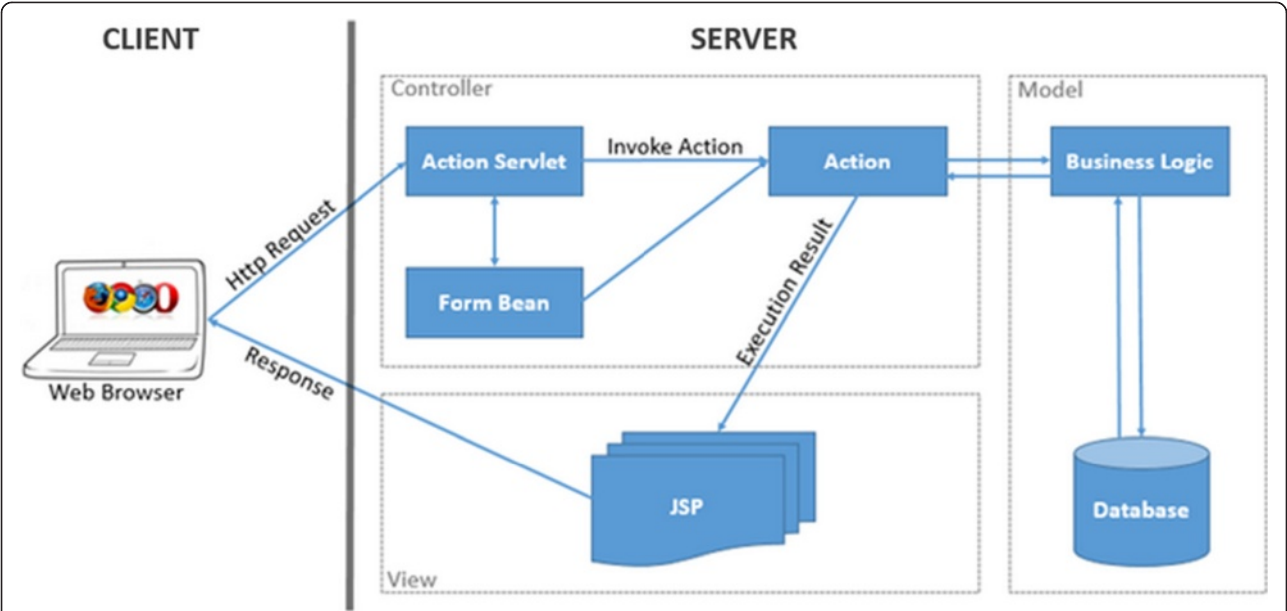 CLIENT
SERVER
Controller
Model
Action Servlet
Invoke Action
Action
Business Logic
Http Request
Form Bean
Execution Result
Response
Web Browser
JSP
Database
View